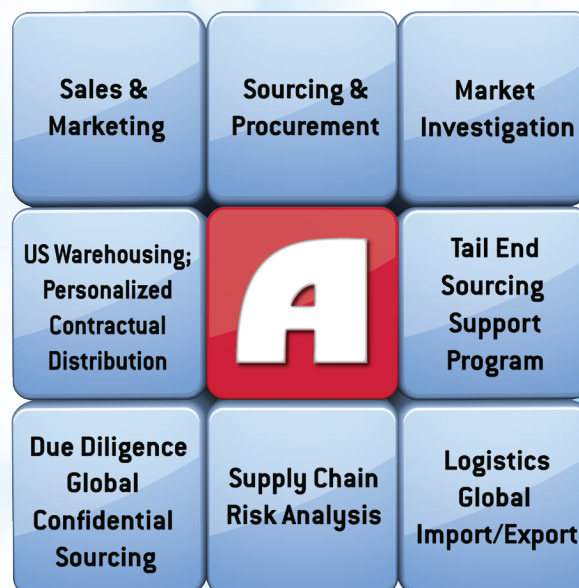 Sales &
Marketing
Sourcing &
Procurement
Market
Investigation
US Warehousing;
Personalized
Contractual
Distribution
A
Tail End
Sourcing
Support
Program
Due Diligence
Global
Confidential
Sourcing
Supply Chain
Risk Analysis
Logistics
Global
Import/Export